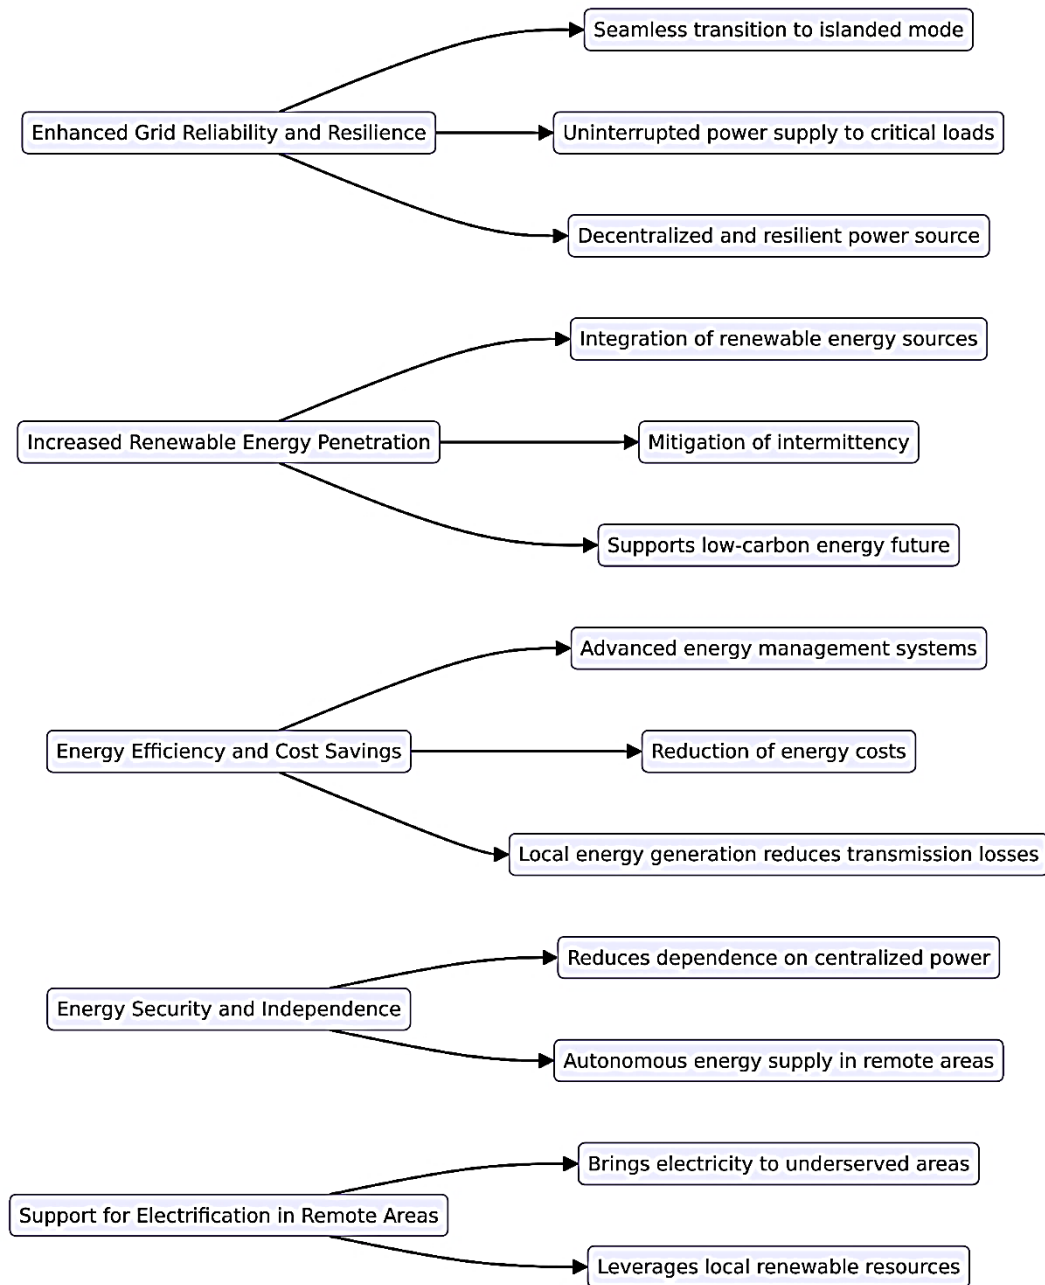 Seamless transition to islanded mode
Enhanced Grid Reliability and Resilience
Uninterrupted power supply to critical loads
Decentralized and resilient power source
Integration of renewable energy sources
Increased Renewable Energy Penetration
Mitigation of intermittency
Supports low-carbon energy future
Advanced energy management systems
Energy Efficiency and Cost Savings
Reduction of energy costs
Local energy generation reduces transmission losses
Reduces dependence on centralized power
Energy Security and Independence
Autonomous energy supply in remote areas
Brings electricity to underserved areas
Support for Electrification in Remote Areas
Leverages local renewable resources